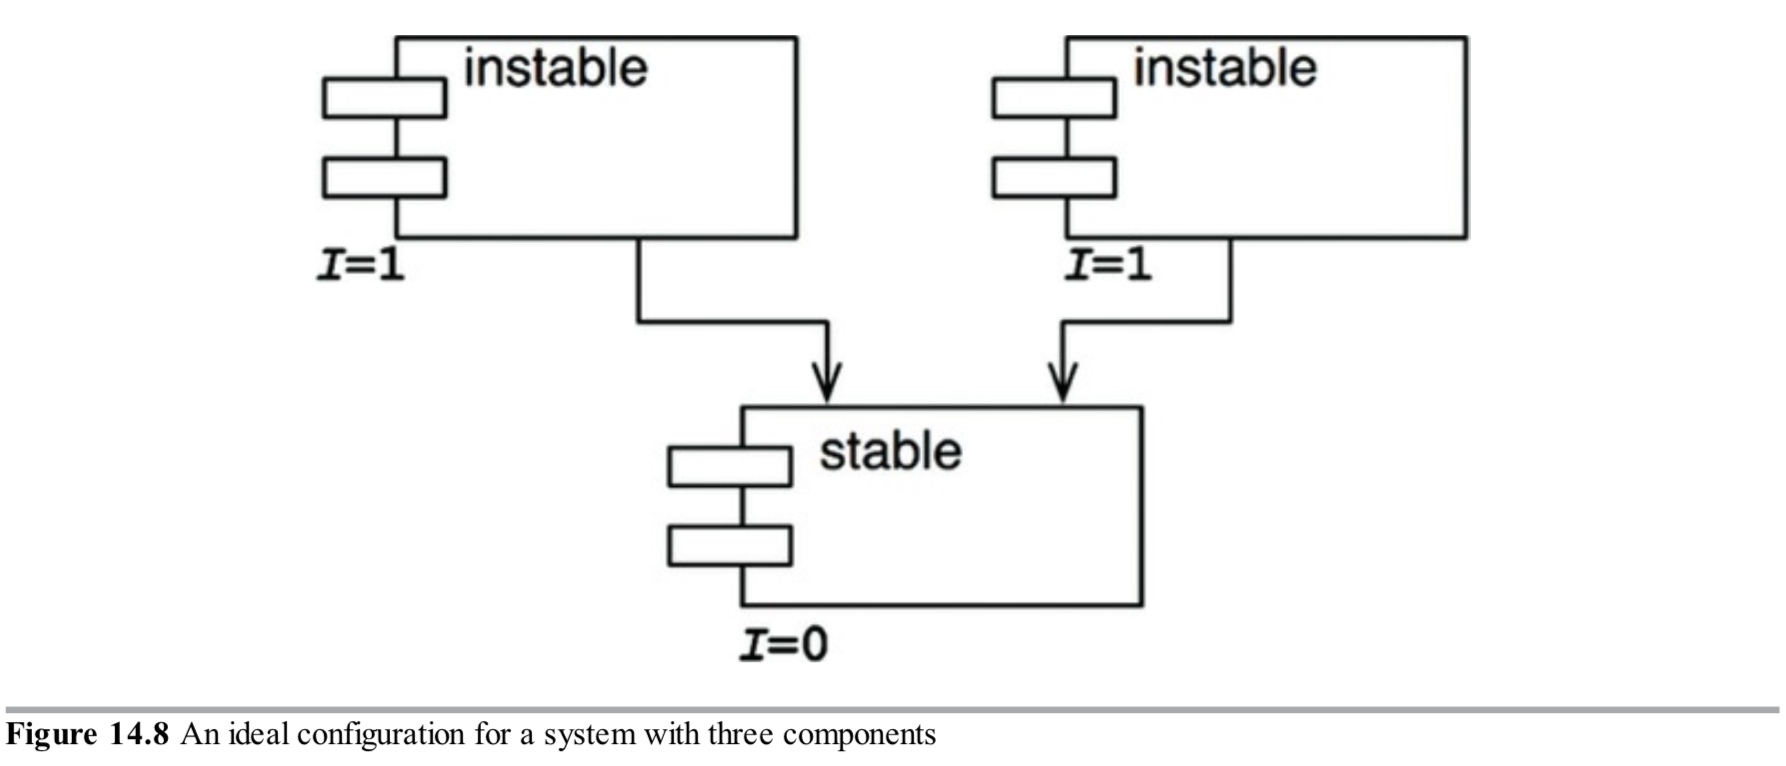 instable
instable
I=1
I=1
stable
I=0
Figure 14.8 An ideal configuration for a system with three components